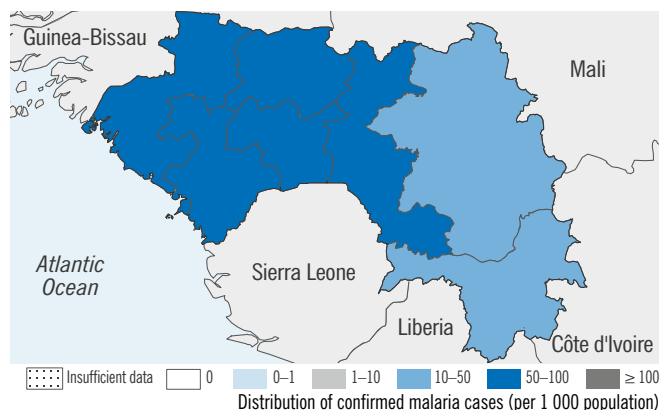 Guinea-Bissau
Mali
Atlantic
Ocean
Sierra Leone
Liberia
Côte d'Ivoire
Insufficient data 0 0–1 1–10 10–50 50–100 ≥ 100
Distribution of confirmed malaria cases (per 1 000 population)